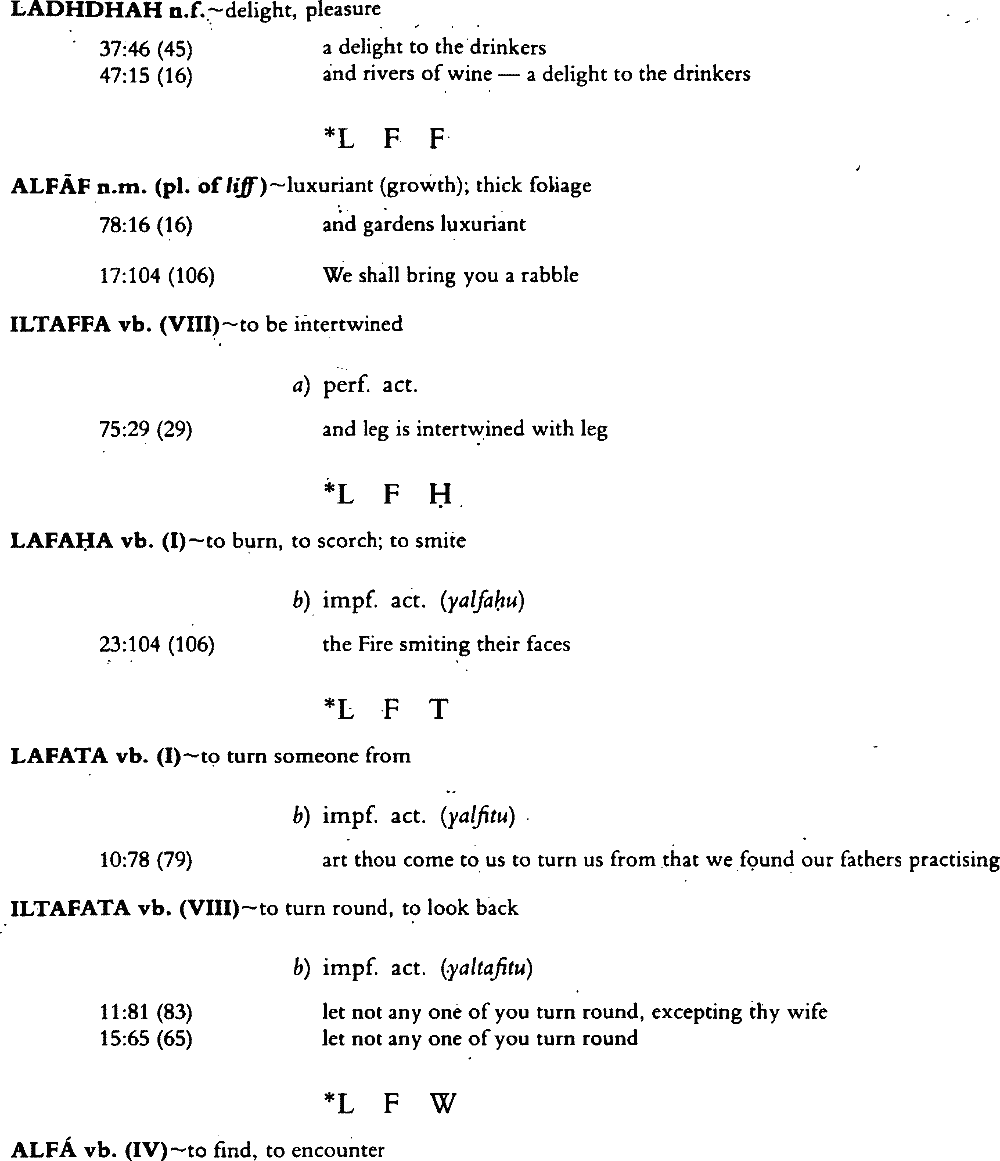 LADHDHAH n.f.~delight, pleasure
37:46 (45) a delight to the drinkers
47:15 (16) and rivers of wine — a delight to the drinkers
*L F F
ALFĀF n.m. (pl. of liff)~luxuriant (growth); thick foliage
78:16 (16) and gardens luxuriant
17:104 (106) We shall bring you a rabble
ILTAFFA vb. (VIII)~to be intertwined
a) perf. act.
75:29 (29) and leg is intertwined with leg
*L F Ḥ
LAFAḤA vb. (I)~to burn, to scorch; to smite
b) impf. act. (yalfaḥu)
23:104 (106) the Fire smiting their faces
*L F T
LAFATA vb. (I)~to turn someone from
b) impf. act. (yalfitu)
10:78 (79) art thou come to us to turn us from that we found our fathers practising
ILTAFATA vb. (VIII)~to turn round, to look back
b) impf. act. (yaltafitu)
11:81 (83) let not any one of you turn round, excepting thy wife
15:65 (65) let not any one of you turn round
*L F W
ALFÁ vb. (IV)~to find, to encounter